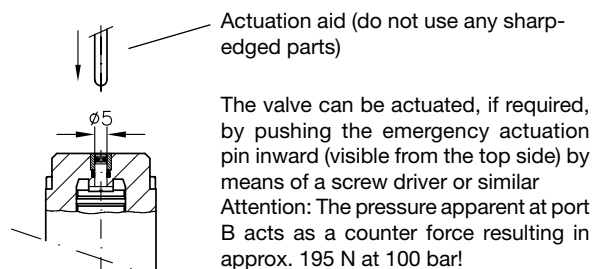 Actuation aid (do not use any sharp-
edged parts)
ø5
The valve can be actuated, if required,
by pushing the emergency actuation
pin inward (visible from the top side) by
means of a screw driver or similar
Attention: The pressure apparent at port
B acts as a counter force resulting in
approx. 195 N at 100 bar!